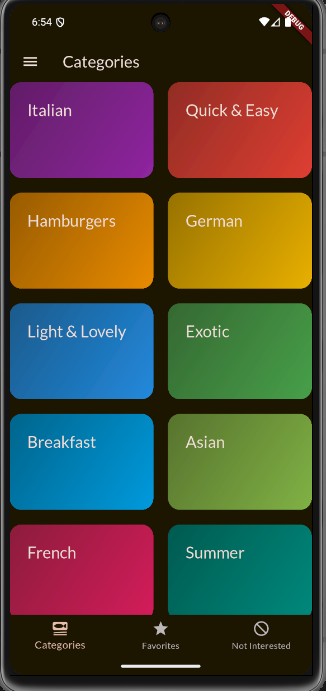 6:54
DEBUG
Categories
Italian
Quick & Easy
Hamburgers
German
Light & Lovely
Exotic
Breakfast
Asian
French
Summer
Categories
Favorites
Not Interested